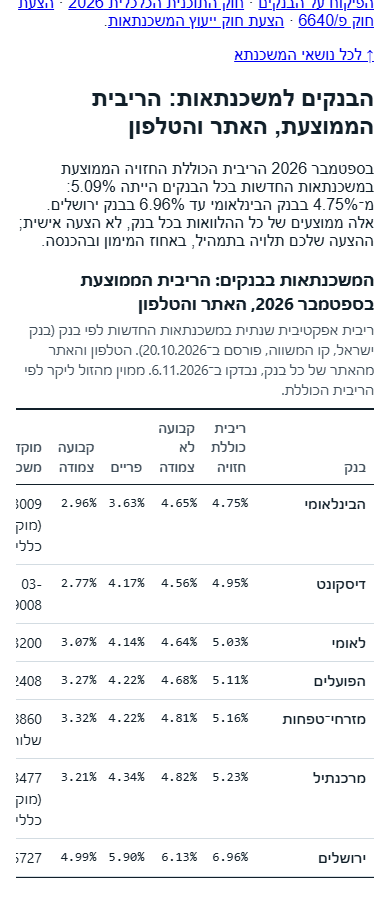 הפיקוח על הבנקים · חוק התוכנית הכלכלית 2026 · הצעת
חוק פ/6640 · הצעת חוק ייעוץ המשכנתאות.
↑ לכל נושאי המשכנתא
הבנקים למשכנתאות: הריבית
הממוצעת, האתר והטלפון
בספטמבר 2026 הריבית הכוללת החזויה הממוצעת
במשכנתאות החדשות בכל הבנקים הייתה 5.09%:
מ־4.75% בבנק הבינלאומי עד 6.96% בבנק ירושלים.
אלה ממוצעים של כל ההלוואות בכל בנק, לא הצעה אישית;
ההצעה שלכם תלויה בתמהיל, באחוז המימון ובהכנסה.
המשכנתאות בבנקים: הריבית הממוצעת
בספטמבר 2026, האתר והטלפון
ריבית אפקטיבית שנתית במשכנתאות החדשות לפי בנק (בנק
ישראל, קו המשווה, פורסם ב־20.10.2026). הטלפון והאתר
מהאתר של כל בנק, נבדקו ב־6.11.2026. ממוין מהזול ליקר לפי
הריבית הכוללת.
בנק ריבית כוללת חזויה קבועה לא צמודה פריים קבועה צמודה
הבינלאומי 4.75% 4.65% 3.63% 2.96% 3009
דיסקונט 4.95% 4.56% 4.17% 2.77% 03-
9008
לאומי 5.03% 4.64% 4.14% 3.07% 3200
הפועלים 5.11% 4.68% 4.22% 3.27% 2408
מזרחי־טפחות 5.16% 4.81% 4.22% 3.32% 3860
מרכנתיל 5.23% 4.82% 4.34% 3.21% 3477
ירושלים 6.96% 6.13% 5.90% 4.99% 5727